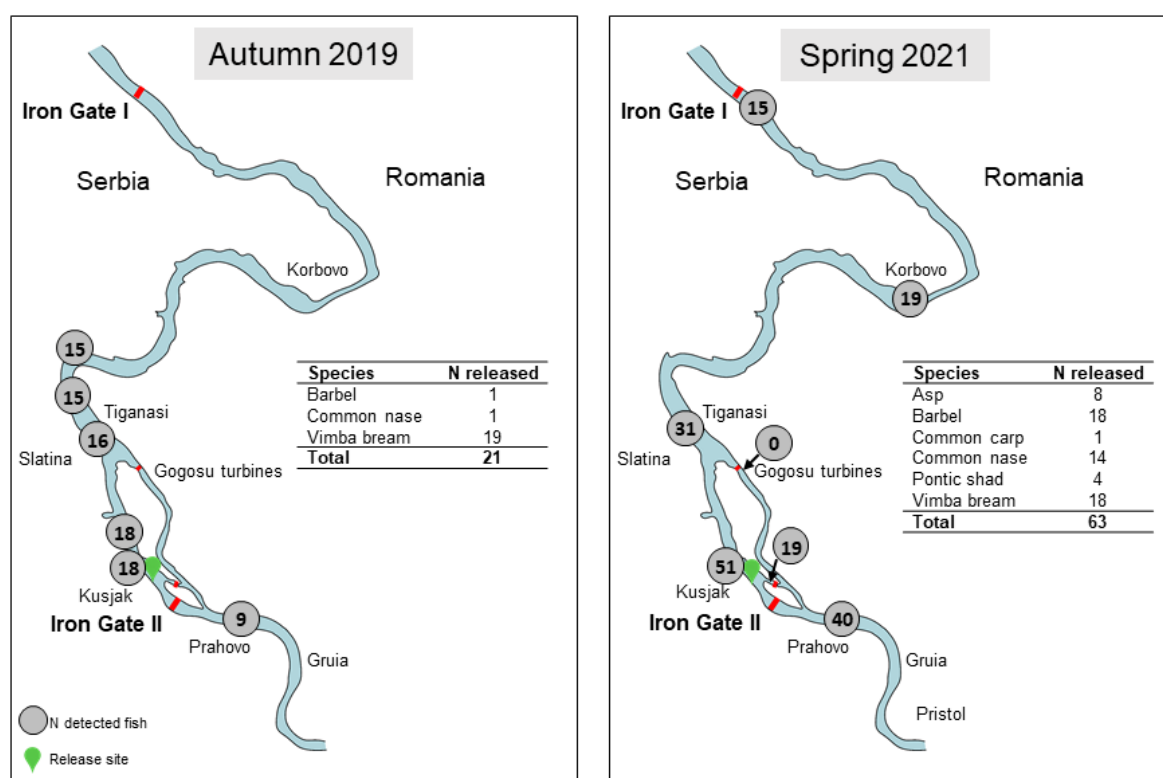 Autumn 2019
Iron Gate I
Serbia
Romania
Korbovo
15
15
Tiganasi
16
Slatina
Gogosu turbines
18
18
Kusjak
Iron Gate II
9
Prahovo
Gruia
Species N released
Barbel 1
Common nase 1
Vimba bream 19
Total 21
N detected fish
Release site
Spring 2021
15
Iron Gate I
Serbia
Romania
Korbovo
19
Tiganasi
31
0
Slatina
Gogosu turbines
19
51
Kusjak
Iron Gate II
40
Prahovo
Gruia
Pristol
Species N released
Asp 8
Barbel 18
Common carp 1
Common nase 14
Pontic shad 4
Vimba bream 18
Total 63